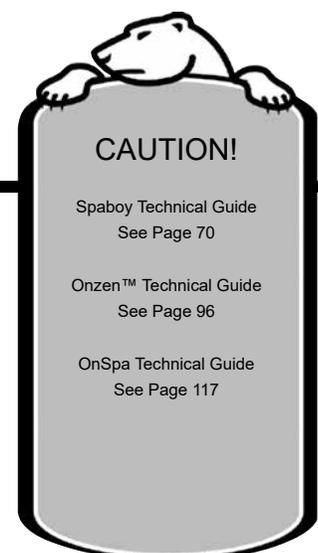 CAUTION!
Spaboy Technical Guide
See Page 70
Onzen™ Technical Guide
See Page 96
OnSpa Technical Guide
See Page 117